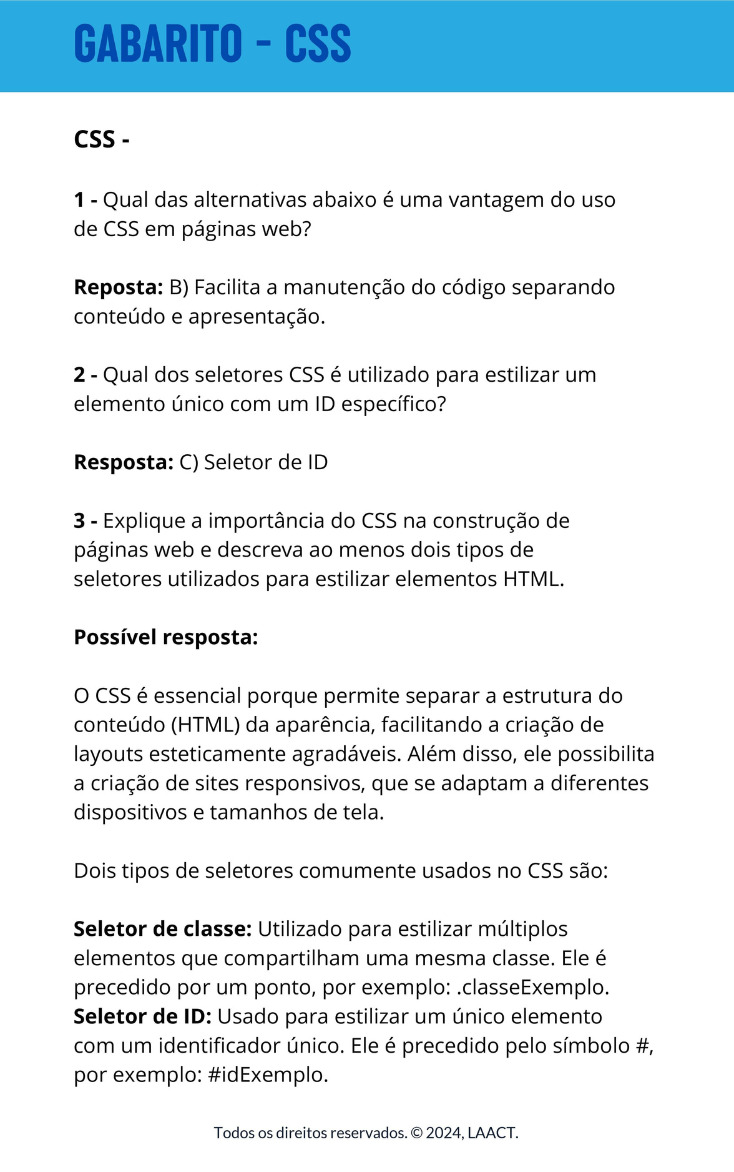 GABARITO - CSS
CSS -
1 - Qual das alternativas abaixo é uma vantagem do uso
de CSS em páginas web?
Reposta: B) Facilita a manutenção do código separando
conteúdo e apresentação.
2 - Qual dos seletores CSS é utilizado para estilizar um
elemento único com um ID específico?
Resposta: C) Seletor de ID
3 - Explique a importância do CSS na construção de
páginas web e descreva ao menos dois tipos de
seletores utilizados para estilizar elementos HTML.
Possível resposta:
O CSS é essencial porque permite separar a estrutura do
conteúdo (HTML) da aparência, facilitando a criação de
layouts esteticamente agradáveis. Além disso, ele possibilita
a criação de sites responsivos, que se adaptam a diferentes
dispositivos e tamanhos de tela.
Dois tipos de seletores comumente usados no CSS são:
Seletor de classe: Utilizado para estilizar múltiplos
elementos que compartilham uma mesma classe. Ele é
precedido por um ponto, por exemplo: .classeExemplo.
Seletor de ID: Usado para estilizar um único elemento
com um identificador único. Ele é precedido pelo símbolo #,
por exemplo: #idExemplo.
Todos os direitos reservados. © 2024, LAACT.